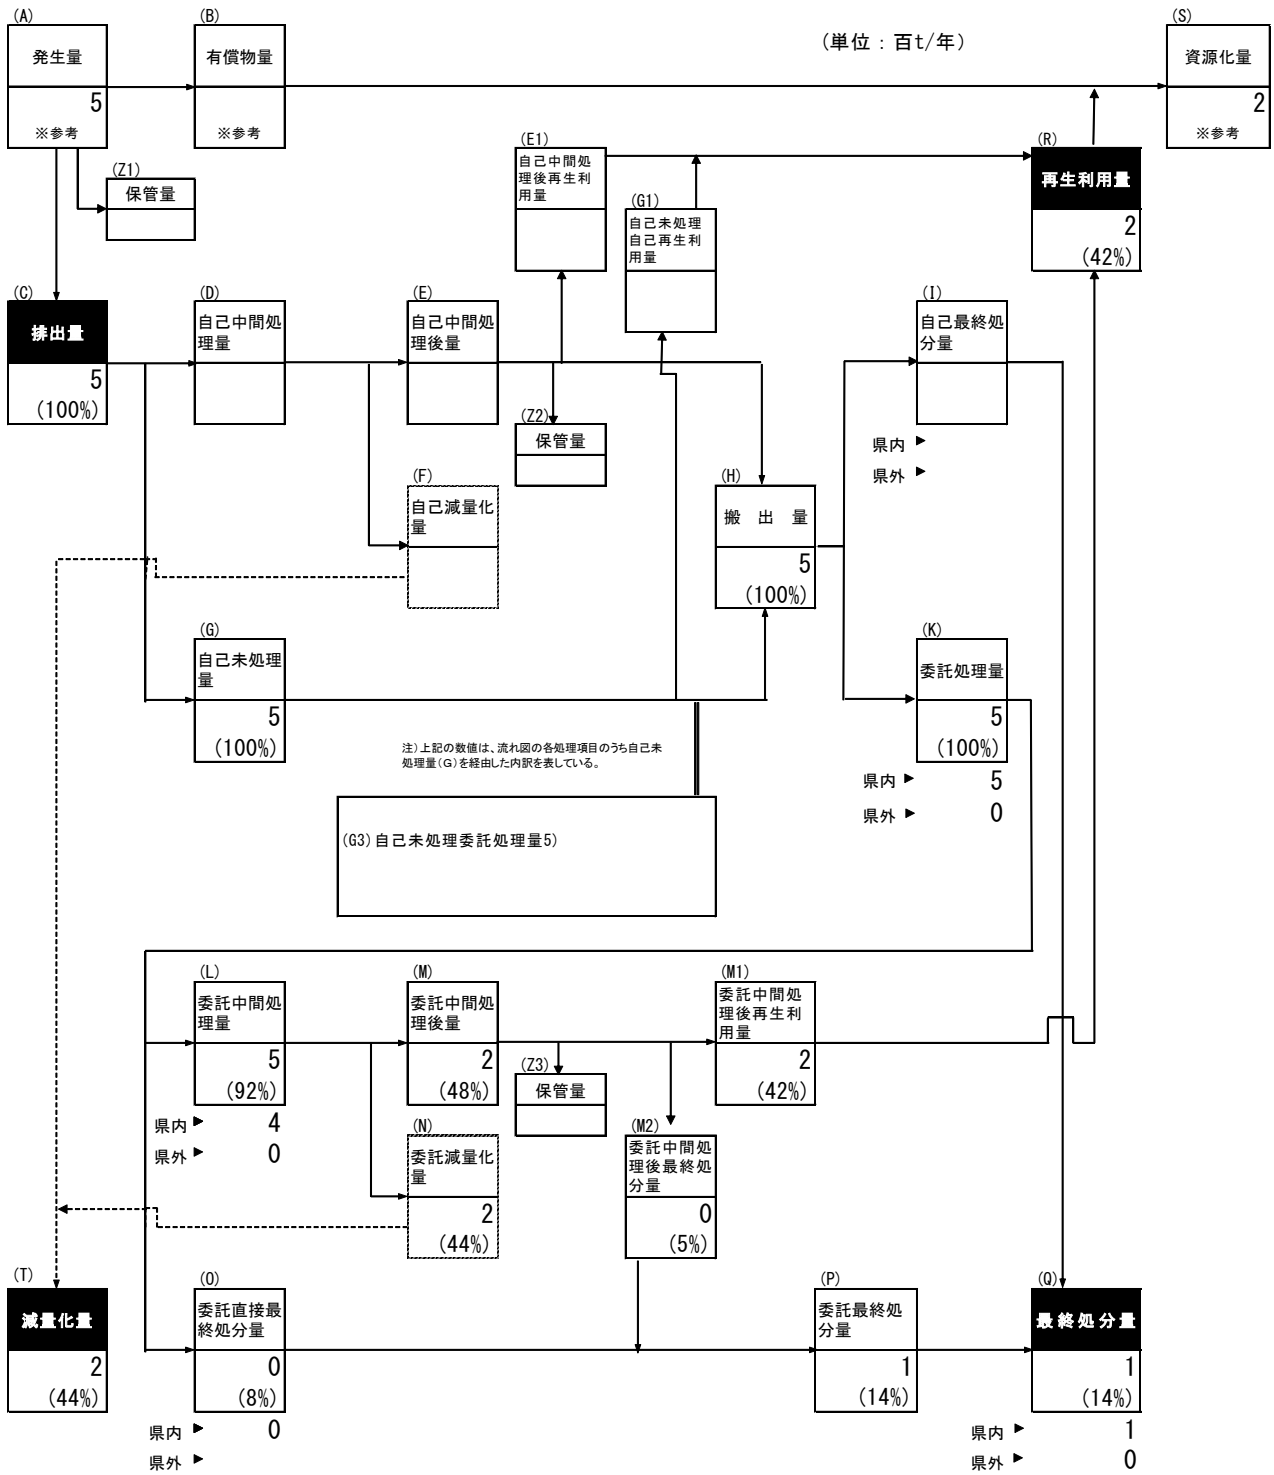 (A)
発生量
5
※参考
(B)
有償物量
※参考
(単位：百t/年)
(S)
資源化量
2
※参考
(Z1)
保管量
(E1)
自己中間処
理後再生利
用量
(G1)
自己未処理
自己再生利
用量
(R)
再生利用量
2
(42%)
(C)
排出量
5
(100%)
(D)
自己中間処
理量
(E)
自己中間処
理後量
(Z2)
保管量
(I)
自己最終処
分量
県内
県外
(F)
自己減量化
量
(H)
搬 出 量
5
(100%)
(G)
自己未処理
量
5
(100%)
(K)
委託処理量
5
(100%)
県内 5
県外 0
注）上記の数値は、流れ図の各処理項目のうち自己未
処理量（G）を経由した内訳を表している。
(G3)自己未処理委託処理量5)
(L)
委託中間処
理量
5
(92%)
県内 4
県外 0
(M)
委託中間処
理後量
2
(48%)
(Z3)
保管量
(M1)
委託中間処
理後再生利
用量
2
(42%)
(N)
委託減量化
量
2
(44%)
(M2)
委託中間処
理後最終処
分量
0
(5%)
(T)
減量化量
2
(44%)
(O)
委託直接最
終処分量
0
(8%)
県内 0
県外
(P)
委託最終処
分量
1
(14%)
(Q)
最終処分量
1
(14%)
県内 1
県外 0